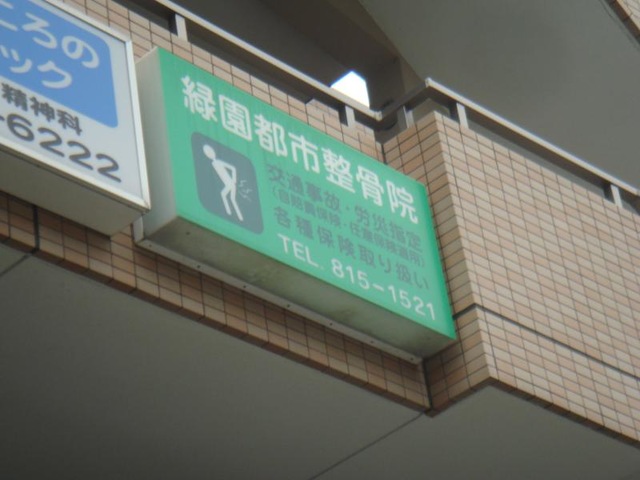 ころの
ック
精神科
-6222
緑園都市整骨院
交通事故・労災指定
(自賠責保険・任意保険適用)
各種保険取り扱い
TEL. 815-1521